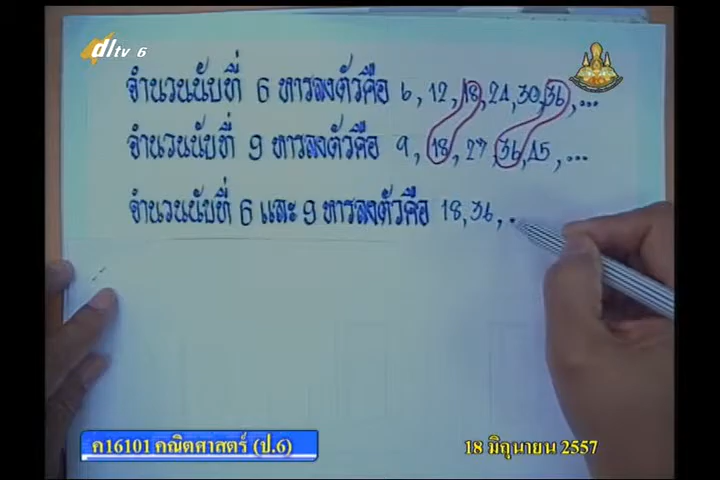 dltv 6
จำนวนนับที่ 6 หารลงตัวคือ 6, 12, 18, 24, 30, 36, ...
จำนวนนับที่ 9 หารลงตัวคือ 9, 18, 27, 36, 45, ...
จำนวนนับที่ 6 และ 9 หารลงตัวคือ 18, 36, .
ค16101 คณิตศาสตร์ (ป.6)
18 มิถุนายน 2557